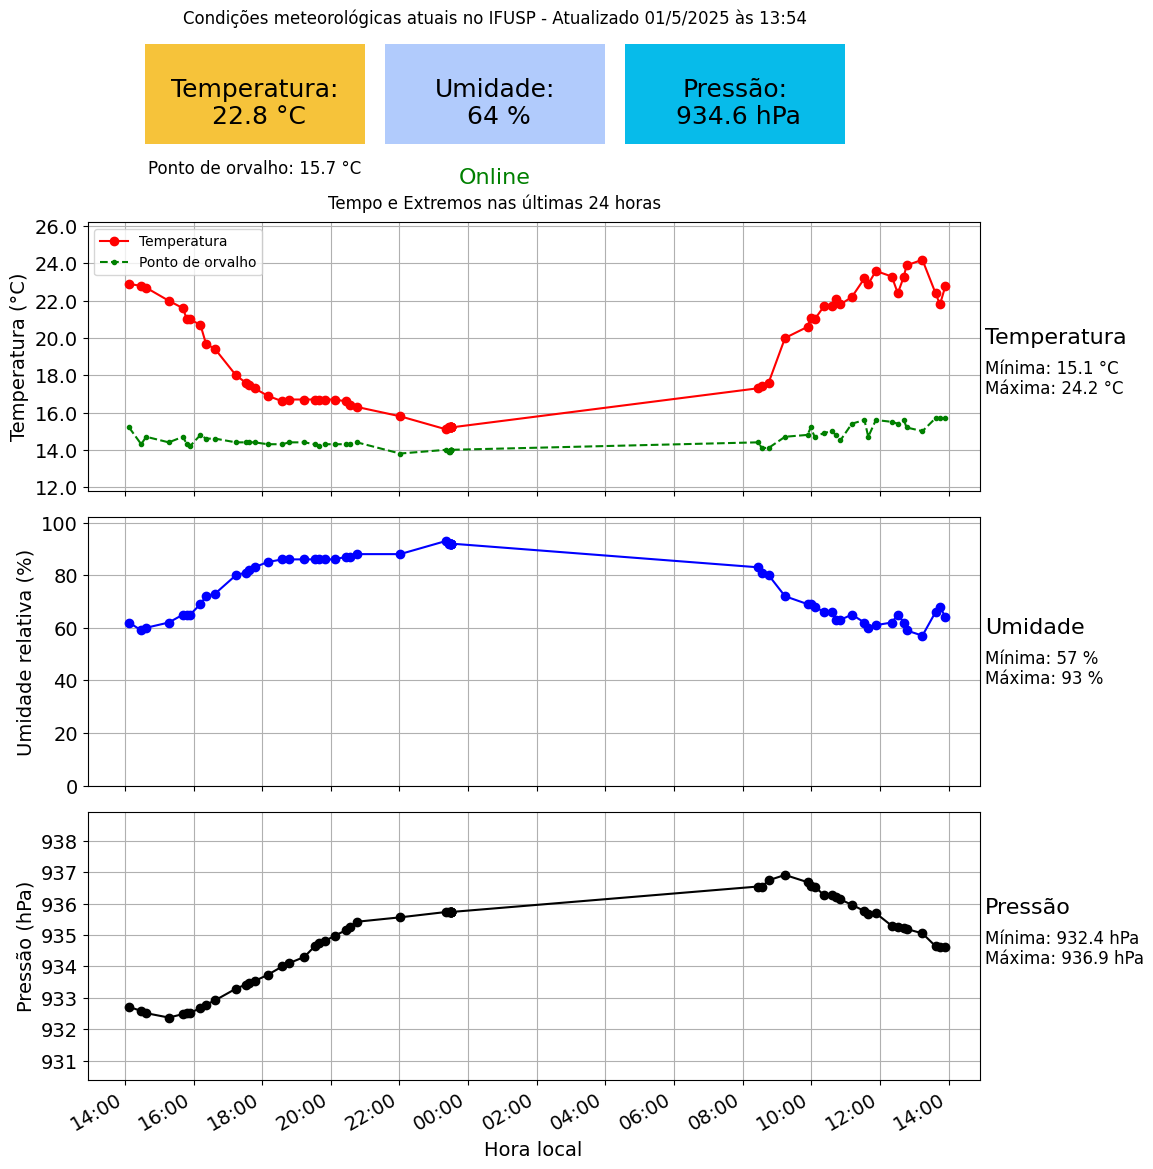 Condições meteorológicas atuais no IFUSP - Atualizado 01/5/2025 às 13:54
Temperatura:
22.8 °C
Umidade:
64 %
Pressão:
934.6 hPa
Ponto de orvalho: 15.7 °C
Online
Tempo e Extremos nas últimas 24 horas
Temperatura (°C)
26.0
24.0
22.0
20.0
18.0
16.0
14.0
12.0
Temperatura
Ponto de orvalho
Temperatura
Mínima: 15.1 °C
Máxima: 24.2 °C
Umidade relativa (%)
100
80
60
40
20
0
Umidade
Mínima: 57 %
Máxima: 93 %
Pressão (hPa)
938
937
936
935
934
933
932
931
Pressão
Mínima: 932.4 hPa
Máxima: 936.9 hPa
14:00 16:00 18:00 20:00 22:00 00:00 02:00 04:00 06:00 08:00 10:00 12:00 14:00
Hora local